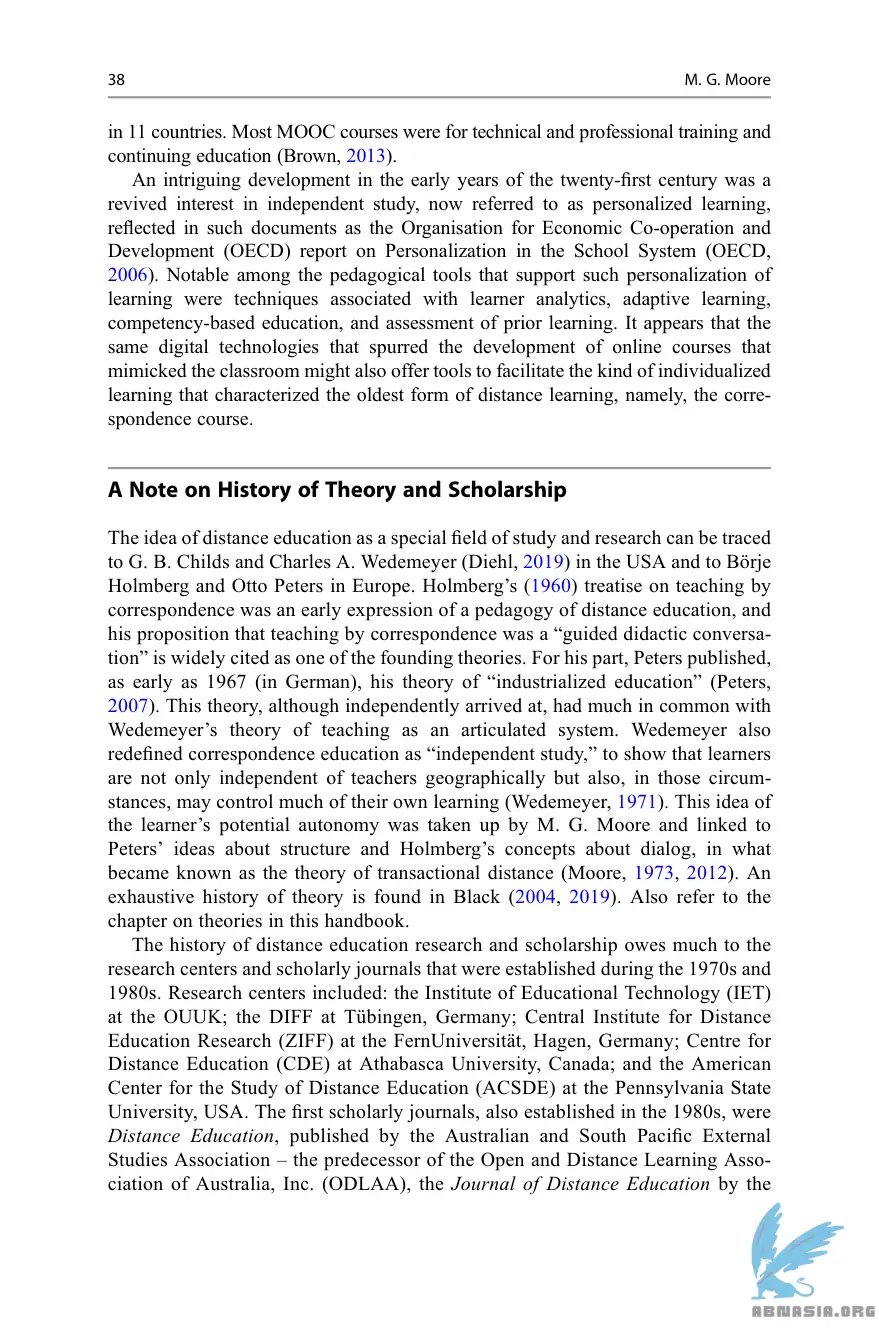 38
M. G. Moore
in 11 countries. Most MOOC courses were for technical and professional training and
continuing education (Brown, 2013).
An intriguing development in the early years of the twenty-first century was a
revived interest in independent study, now referred to as personalized learning,
reflected in such documents as the Organisation for Economic Co-operation and
Development (OECD) report on Personalization in the School System (OECD,
2006). Notable among the pedagogical tools that support such personalization of
learning were techniques associated with learner analytics, adaptive learning,
competency-based education, and assessment of prior learning. It appears that the
same digital technologies that spurred the development of online courses that
mimicked the classroom might also offer tools to facilitate the kind of individualized
learning that characterized the oldest form of distance learning, namely, the corre-
spondence course.
A Note on History of Theory and Scholarship
The idea of distance education as a special field of study and research can be traced
to G. B. Childs and Charles A. Wedemeyer (Diehl, 2019) in the USA and to Börje
Holmberg and Otto Peters in Europe. Holmberg’s (1960) treatise on teaching by
correspondence was an early expression of a pedagogy of distance education, and
his proposition that teaching by correspondence was a “guided didactic conversa-
tion” is widely cited as one of the founding theories. For his part, Peters published,
as early as 1967 (in German), his theory of “industrialized education” (Peters,
2007). This theory, although independently arrived at, had much in common with
Wedemeyer’s theory of teaching as an articulated system. Wedemeyer also
redefined correspondence education as “independent study,” to show that learners
are not only independent of teachers geographically but also, in those circum-
stances, may control much of their own learning (Wedemeyer, 1971). This idea of
the learner’s potential autonomy was taken up by M. G. Moore and linked to
Peters’ ideas about structure and Holmberg’s concepts about dialog, in what
became known as the theory of transactional distance (Moore, 1973, 2012). An
exhaustive history of theory is found in Black (2004, 2019). Also refer to the
chapter on theories in this handbook.
The history of distance education research and scholarship owes much to the
research centers and scholarly journals that were established during the 1970s and
1980s. Research centers included: the Institute of Educational Technology (IET)
at the OUUK; the DIFF at Tübingen, Germany; Central Institute for Distance
Education Research (ZIFF) at the FernUniversität, Hagen, Germany; Centre for
Distance Education (CDE) at Athabasca University, Canada; and the American
Center for the Study of Distance Education (ACSDE) at the Pennsylvania State
University, USA. The first scholarly journals, also established in the 1980s, were
Distance Education, published by the Australian and South Pacific External
Studies Association – the predecessor of the Open and Distance Learning Asso-
ciation of Australia, Inc. (ODLAA), the Journal of Distance Education by the
ABNASIA.ORG